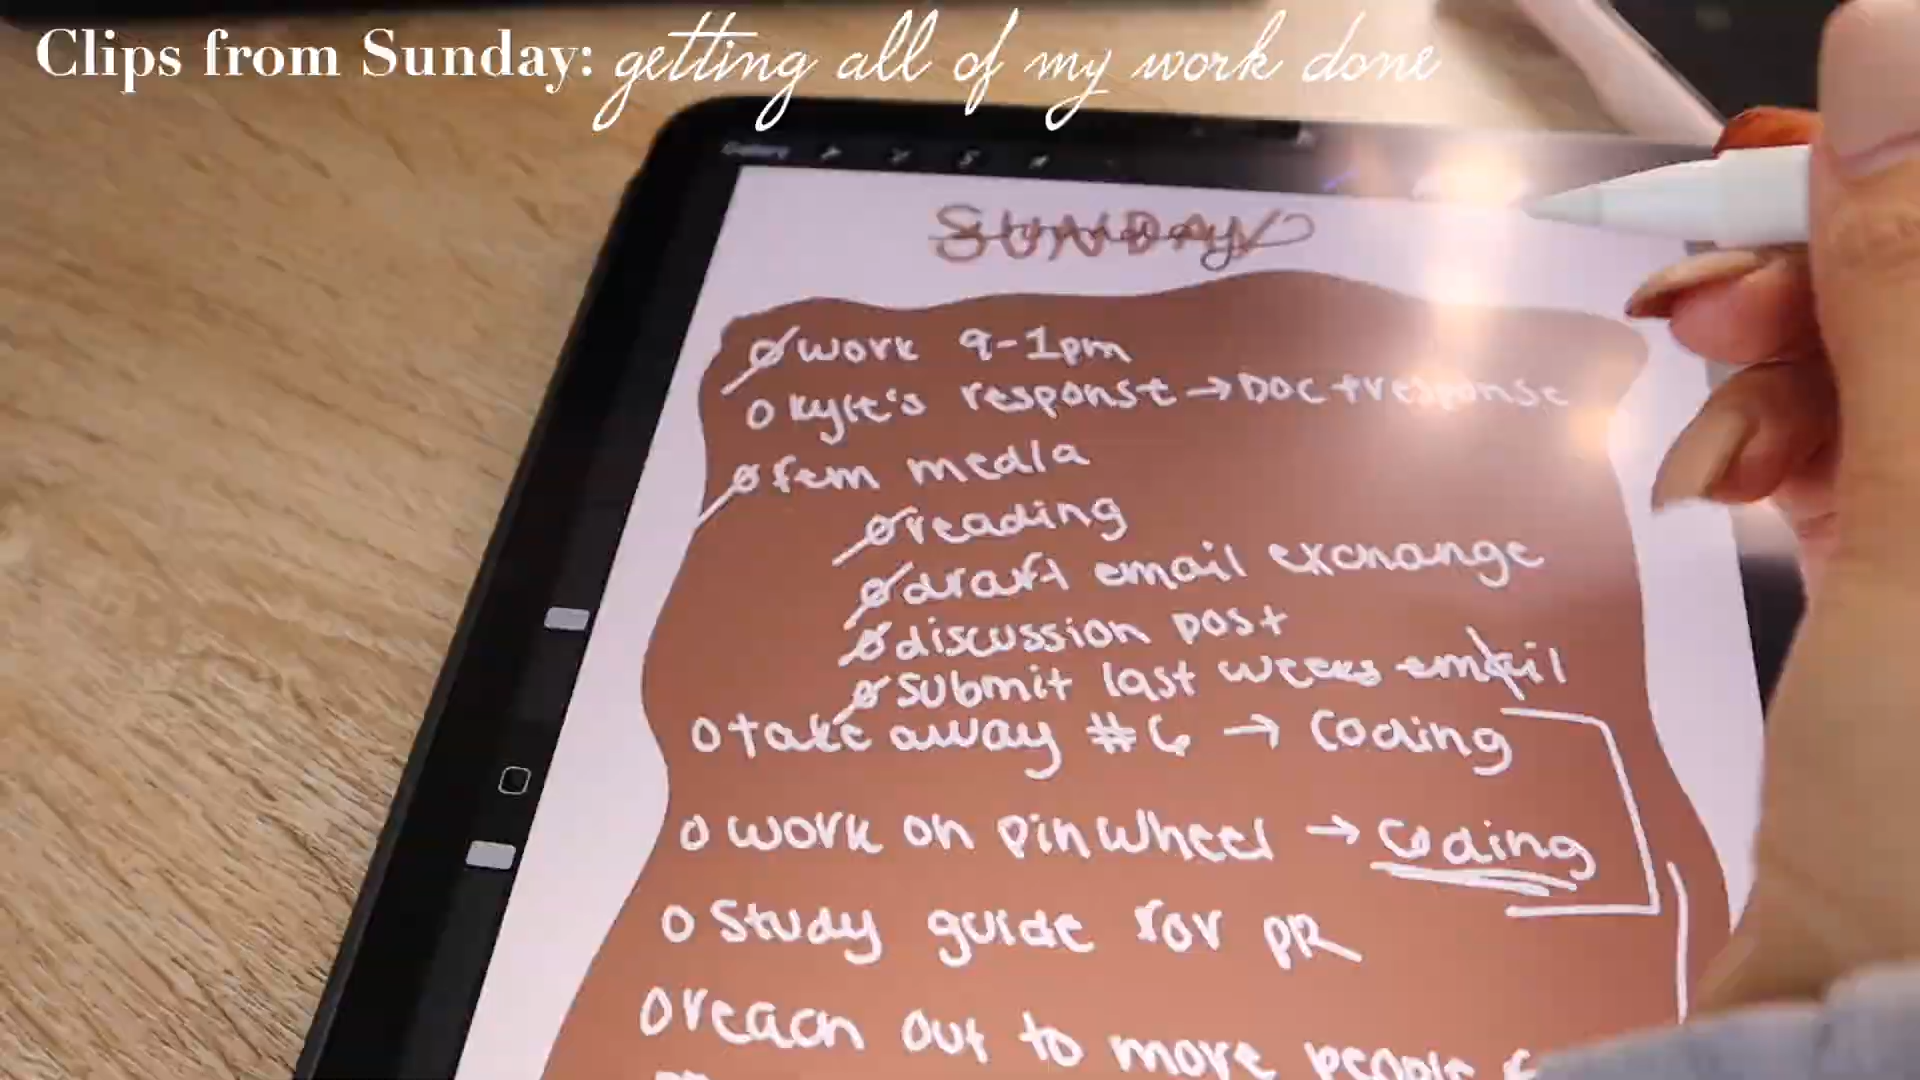 Clips from Sunday: getting all of my work done
Gallery
SUNDAY
work 9-1pm
Kyle's response → DOC + response
fem media
reading
draft email exchange
discussion post
submit last weeks email
take away #6 → coding
work on pinwheel → coding
study guide for PR
reach out to more people